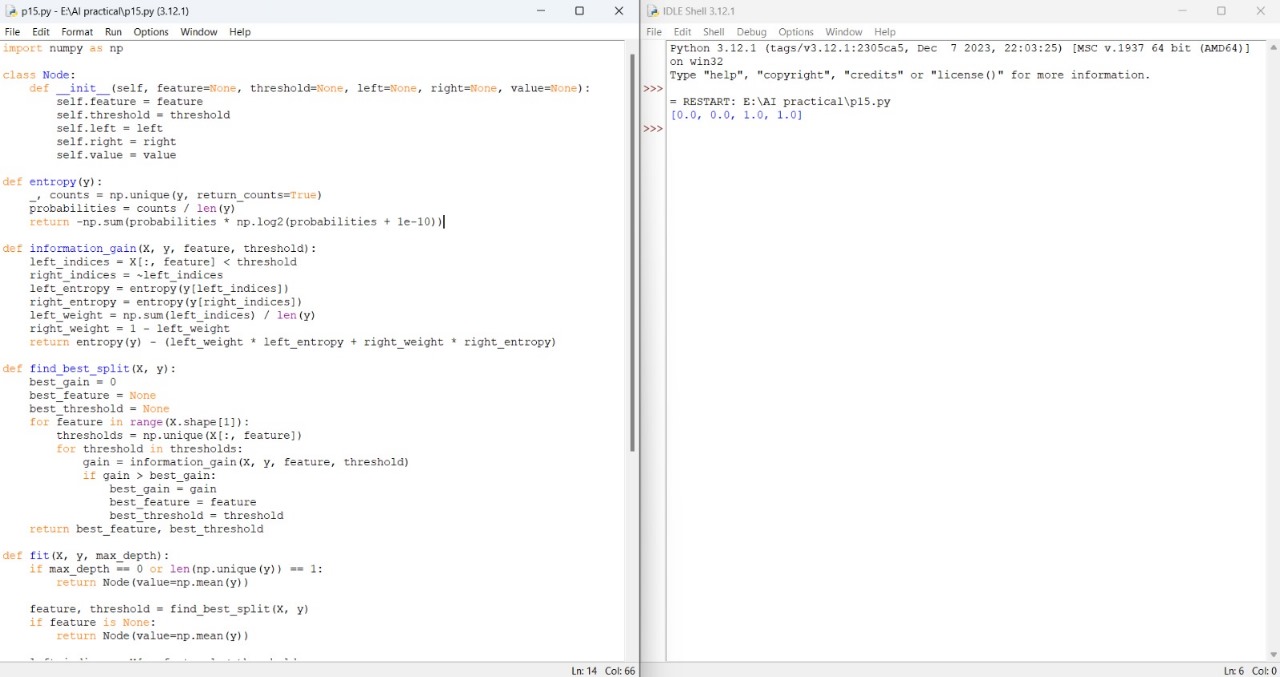 p15.py - E:\AI practical\p15.py (3.12.1)
File Edit Format Run Options Window Help
import numpy as np
class Node:
    def __init__(self, feature=None, threshold=None, left=None, right=None, value=None):
        self.feature = feature
        self.threshold = threshold
        self.left = left
        self.right = right
        self.value = value
def entropy(y):
    _, counts = np.unique(y, return_counts=True)
    probabilities = counts / len(y)
    return -np.sum(probabilities * np.log2(probabilities + 1e-10))
def information_gain(X, y, feature, threshold):
    left_indices = X[:, feature] < threshold
    right_indices = ~left_indices
    left_entropy = entropy(y[left_indices])
    right_entropy = entropy(y[right_indices])
    left_weight = np.sum(left_indices) / len(y)
    right_weight = 1 - left_weight
    return entropy(y) - (left_weight * left_entropy + right_weight * right_entropy)
def find_best_split(X, y):
    best_gain = 0
    best_feature = None
    best_threshold = None
    for feature in range(X.shape[1]):
        thresholds = np.unique(X[:, feature])
        for threshold in thresholds:
            gain = information_gain(X, y, feature, threshold)
            if gain > best_gain:
                best_gain = gain
                best_feature = feature
                best_threshold = threshold
    return best_feature, best_threshold
def fit(X, y, max_depth):
    if max_depth == 0 or len(np.unique(y)) == 1:
        return Node(value=np.mean(y))
    feature, threshold = find_best_split(X, y)
    if feature is None:
        return Node(value=np.mean(y))
Ln: 14 Col: 66
IDLE Shell 3.12.1
File Edit Shell Debug Options Window Help
Python 3.12.1 (tags/v3.12.1:2305ca5, Dec  7 2023, 22:03:25) [MSC v.1937 64 bit (AMD64)]
on win32
Type "help", "copyright", "credits" or "license()" for more information.
>>>
= RESTART: E:\AI practical\p15.py
[0.0, 0.0, 1.0, 1.0]
>>>
Ln: 6 Col: 0